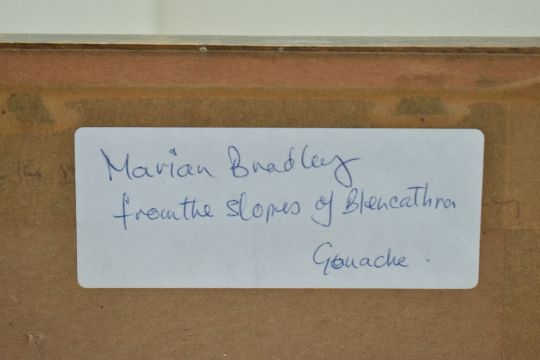 Marian Bradley
from the slopes of Blencathra
Gouache.